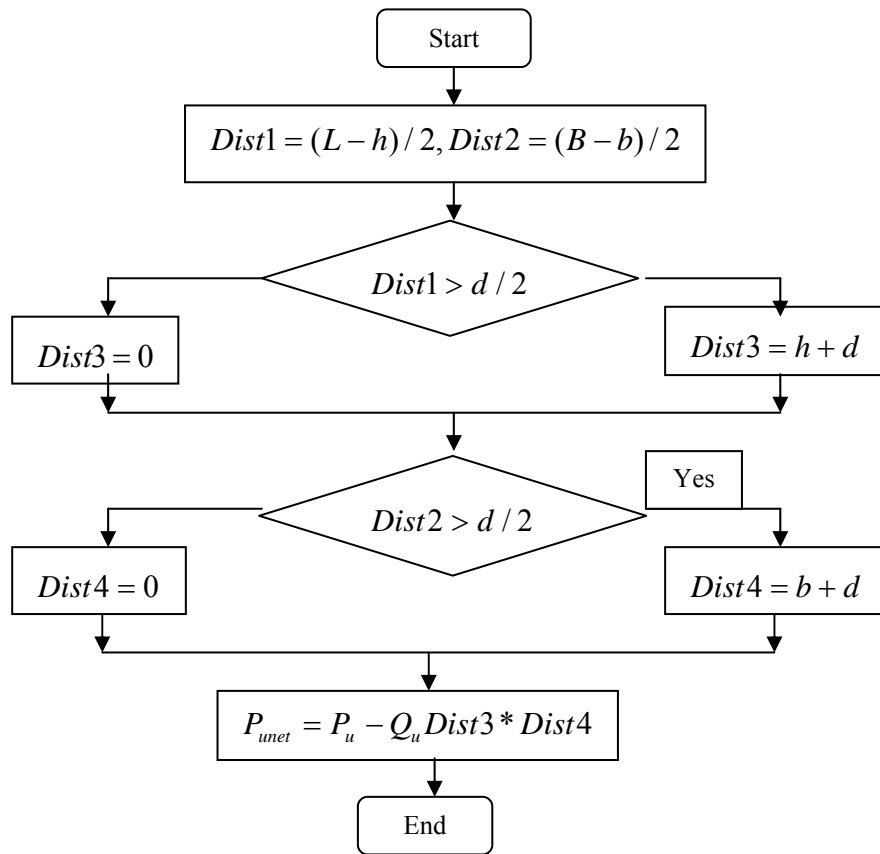 Start
Dist1 = (L − h) / 2, Dist2 = (B − b) / 2
Dist1 > d / 2
Dist3 = 0
Dist3 = h + d
Yes
Dist2 > d / 2
Dist4 = 0
Dist4 = b + d
P_unet = P_u − Q_u Dist3 * Dist4
End